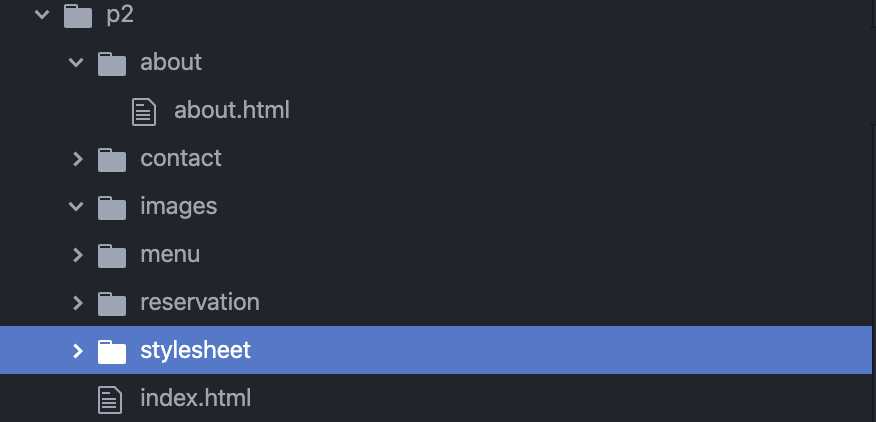 p2
about
about.html
contact
images
menu
reservation
stylesheet
index.html